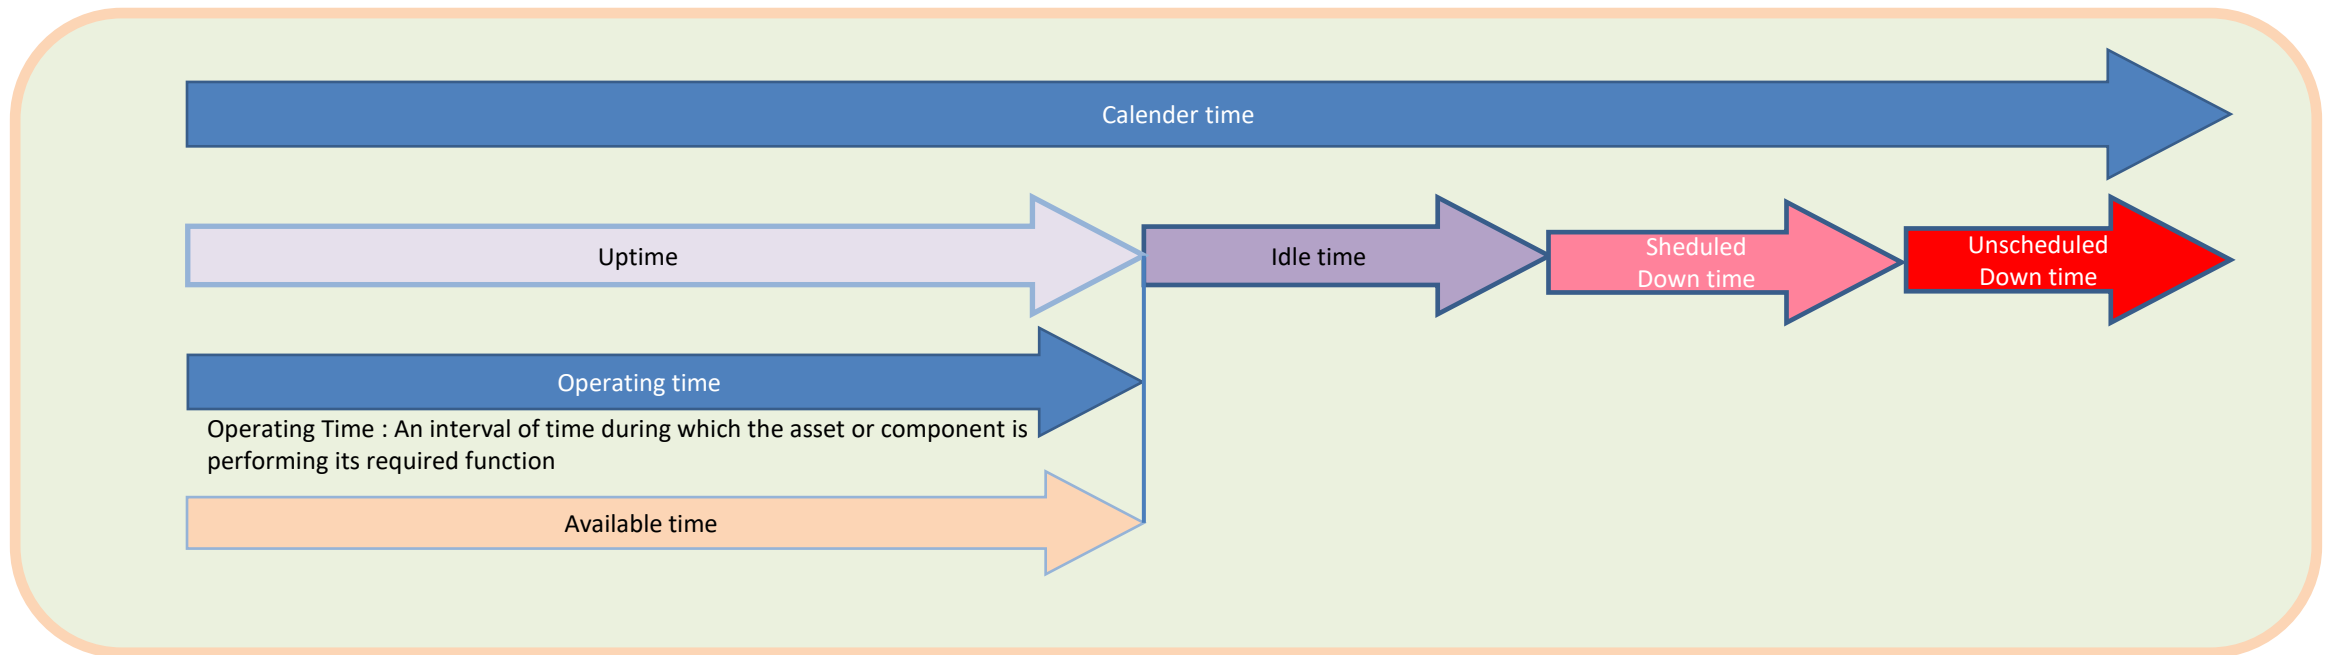 Calender time
Uptime
Idle time
Sheduled
Down time
Unscheduled
Down time
Operating time
Operating Time : An interval of time during which the asset or component is
performing its required function
Available time